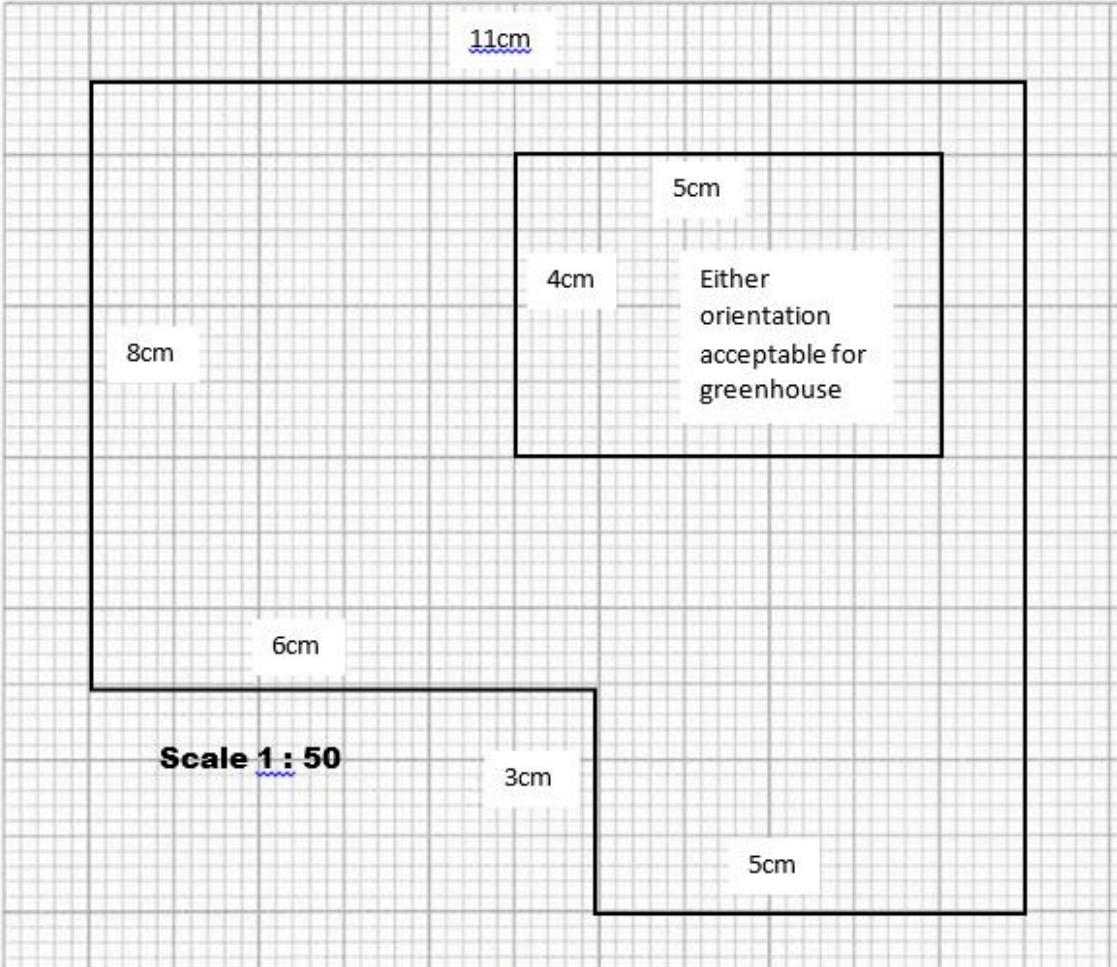 11cm
5cm
4cm
Either
orientation
acceptable for
greenhouse
8cm
6cm
Scale 1 : 50
3cm
5cm